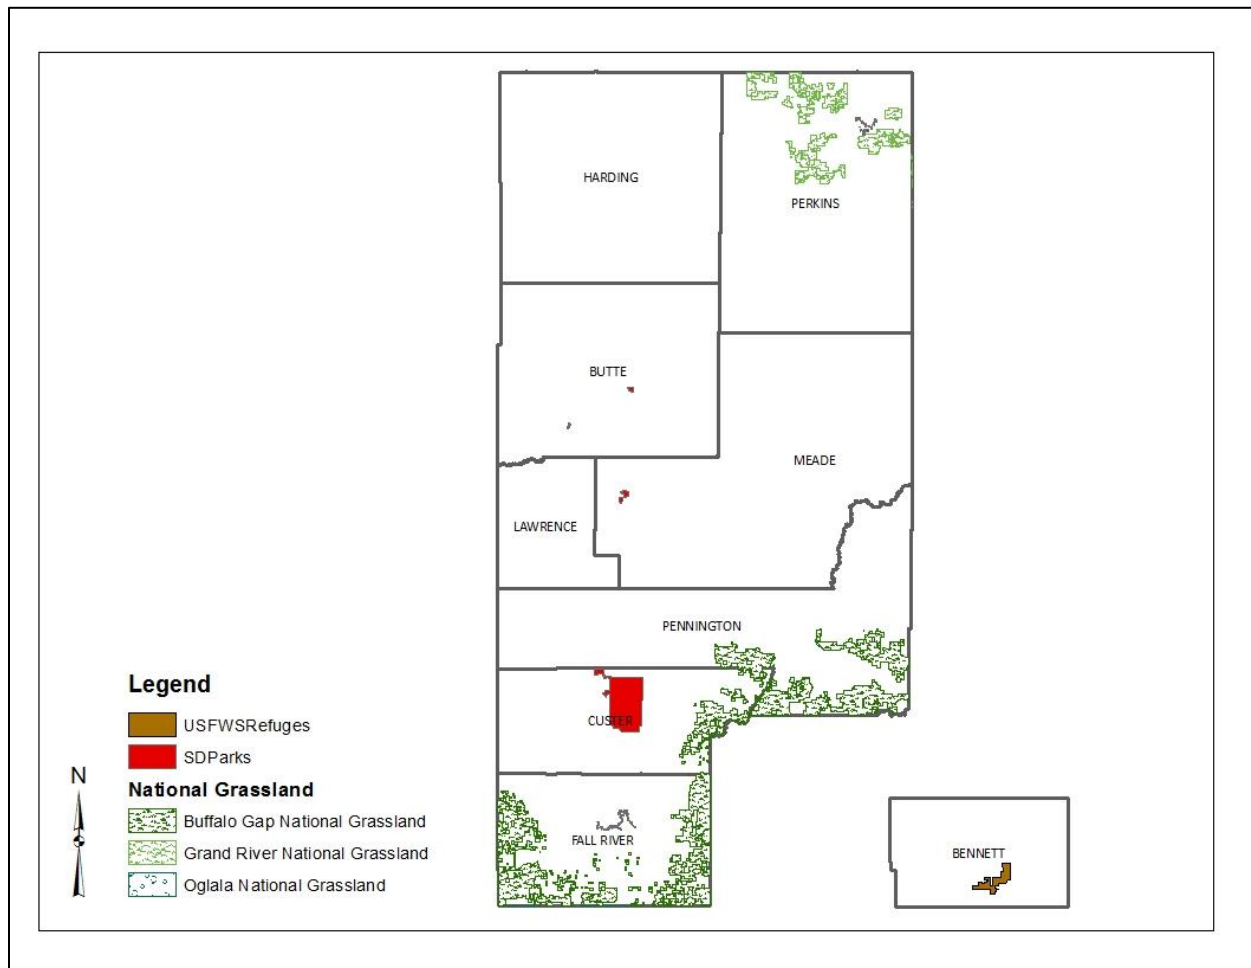 HARDING
PERKINS
BUTTE
MEADE
LAWRENCE
PENNINGTON
CUSTER
FALL RIVER
BENNETT
Legend
USFWSRefuges
SDParks
National Grassland
Buffalo Gap National Grassland
Grand River National Grassland
Oglala National Grassland
N